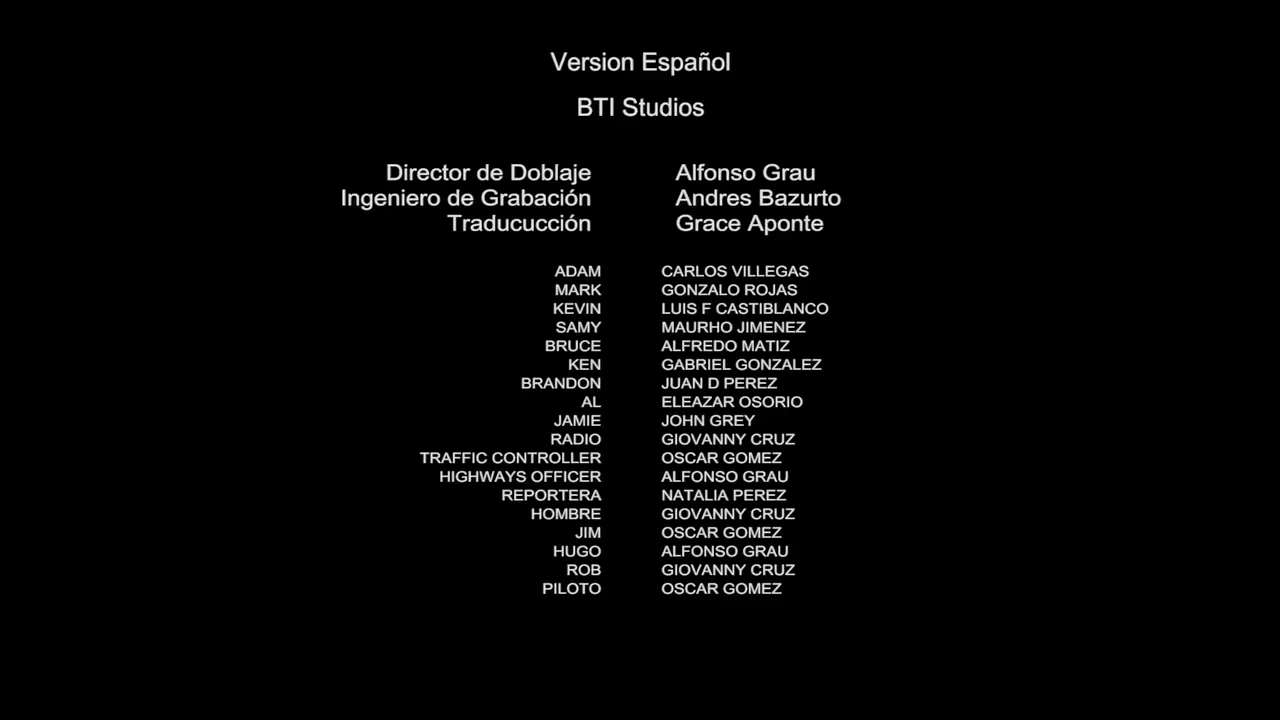 Version Español
BTI Studios
Director de Doblaje Alfonso Grau
Ingeniero de Grabación Andres Bazurto
Traducucción Grace Aponte
ADAM CARLOS VILLEGAS
MARK GONZALO ROJAS
KEVIN LUIS F CASTIBLANCO
SAMY MAURHO JIMENEZ
BRUCE ALFREDO MATIZ
KEN GABRIEL GONZALEZ
BRANDON JUAN D PEREZ
AL ELEAZAR OSORIO
JAMIE JOHN GREY
RADIO GIOVANNY CRUZ
TRAFFIC CONTROLLER OSCAR GOMEZ
HIGHWAYS OFFICER ALFONSO GRAU
REPORTERA NATALIA PEREZ
HOMBRE GIOVANNY CRUZ
JIM OSCAR GOMEZ
HUGO ALFONSO GRAU
ROB GIOVANNY CRUZ
PILOTO OSCAR GOMEZ